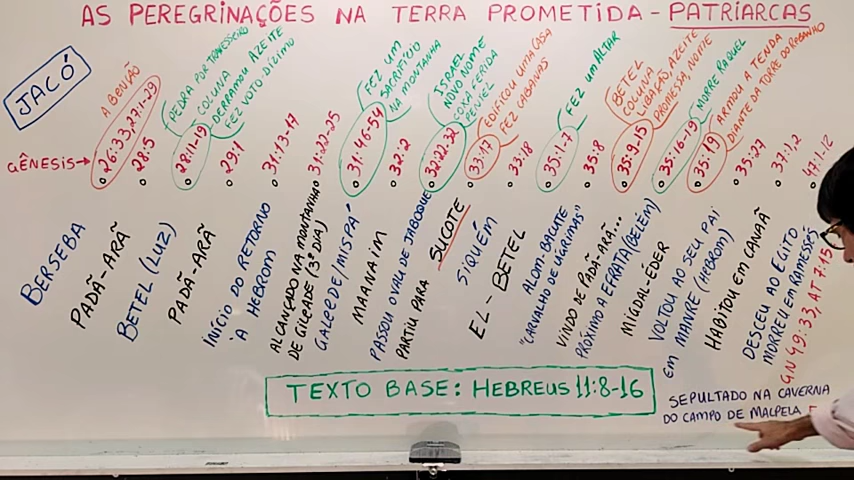 AS PEREGRINAÇÕES NA TERRA PROMETIDA - PATRIARCAS
JACÓ
GÊNESIS→
A BENÇÃO
26:33, 27:1-29
28:5
PEDRA POR TRAVESSEIRO
COLUNA
DERRAMOU AZEITE
FEZ VOTO-DÍZIMO
28:11-19
29:1
31:13-17
31:22-25
FEZ UM
SACRIFÍCIO
NA MONTANHA
31:46-54
32:2
ISRAEL
NOVO NOME
COXA FERIDA
PENIEL
32:22.32
EDIFICOU UMA CASA
FEZ CABANAS
33:17
33:18
FEZ UM ALTAR
35:1-7
35:8
BETEL
COLUNA
LIBAÇÃO, AZEITE
PROMESSA, NOME
35:9.15
MORRE RAQUEL
35:16-19
ARMOU A TENDA
DIANTE DA TORRE DO REBANHO
35:19
35:27
37:1.2
47:1.12
BERSEBA
PADÃ-ARÃ
BETEL (LUZ)
PADÃ-ARÃ
INÍCIO DO RETORNO
À HEBROM
ALCANÇADO NA MONTANHA
DE GILEADE (3º DIA)
GALEEDE/MISPÁ
MAANAIM
PASSOU O VAU DE JABOQUE
PARTIU PARA
SUCOTE
SIQUÉM
EL-BETEL
ALOM-BACUTE
"CARVALHO DE LÁGRIMAS"
VINDO DE PADÃ-ARÃ...
PRÓXIMO A EFRATA (BELÉM)
MIGDAL-ÉDER
VOLTOU AO SEU PAI
EM MANRE (HEBROM)
HABITOU EM CANAÃ
DESCEU AO EGITO
MORREU EM RAMESSÉS
GN 49:33, AT 7:15
TEXTO BASE: HEBREUS 11:8-16
SEPULTADO NA CAVERNA
DO CAMPO DE MALPELA